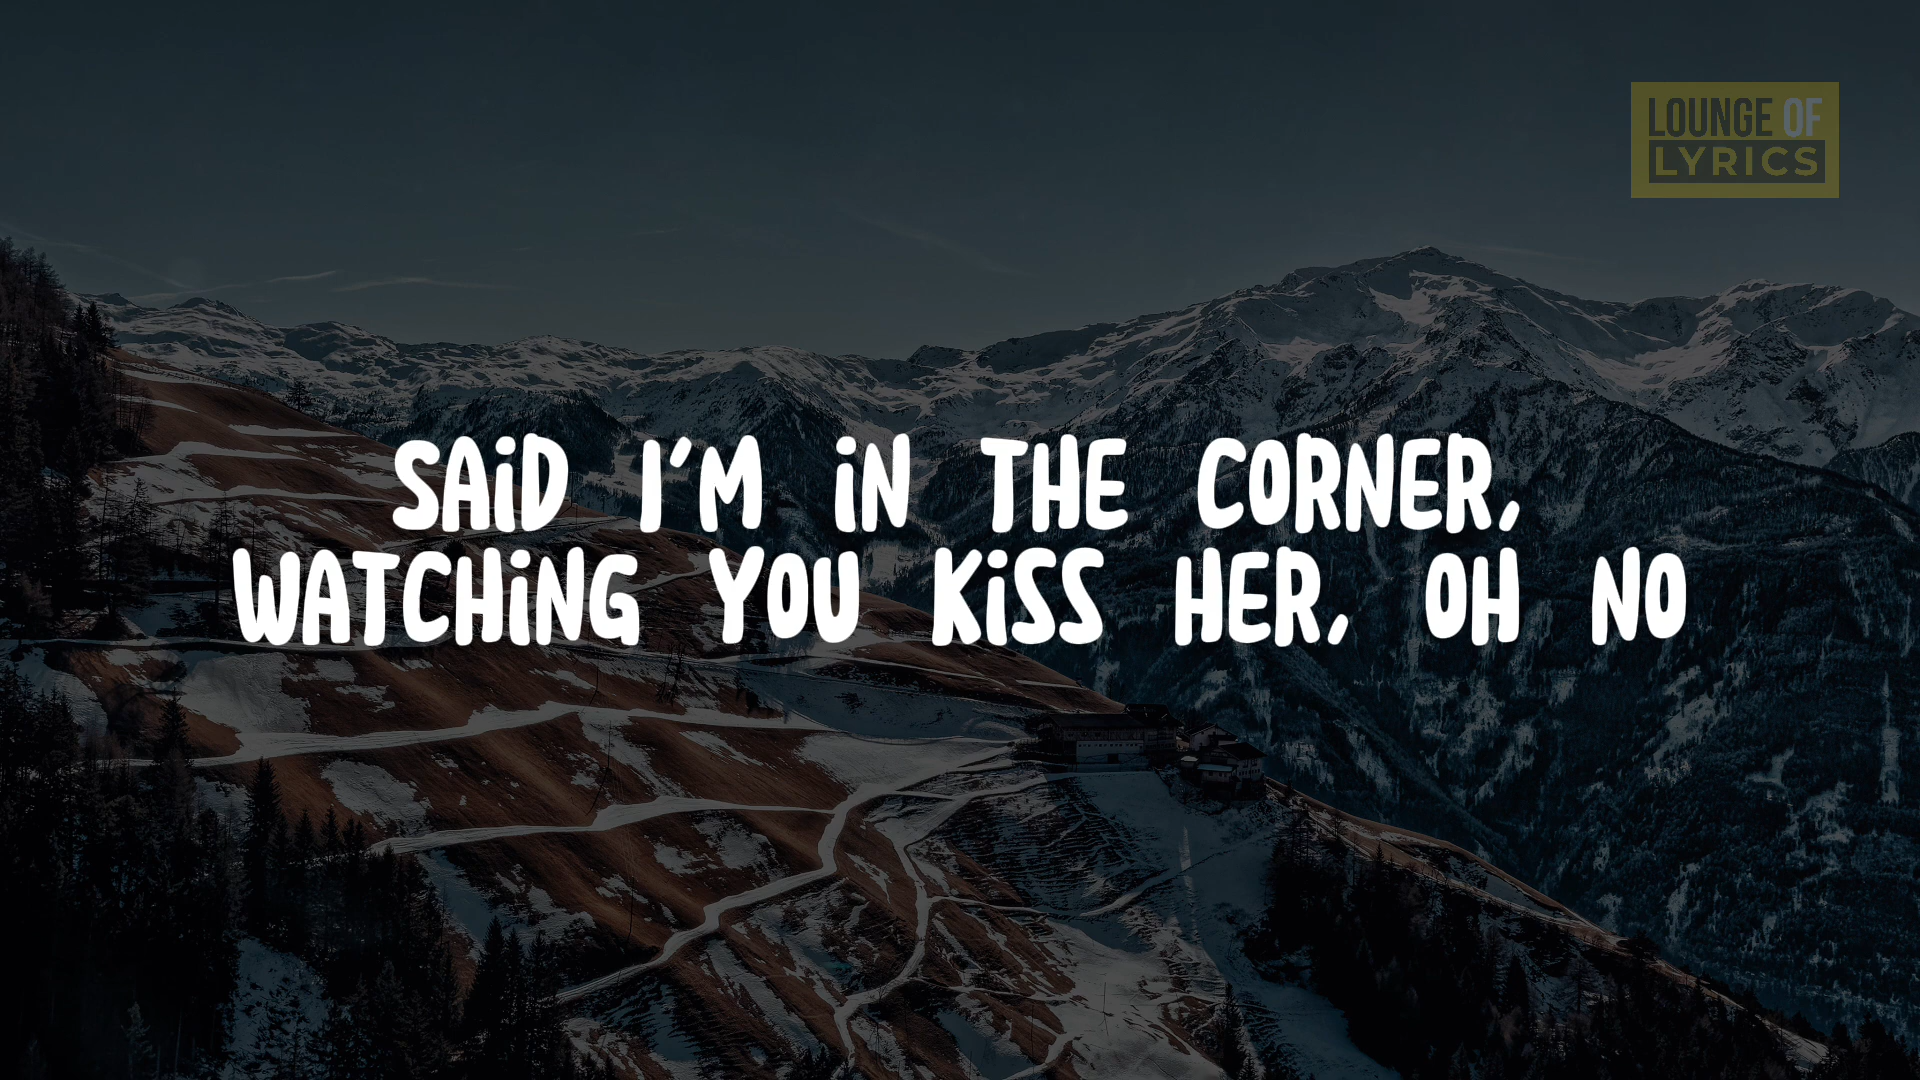 LOUNGE OF
LYRICS
SAiD I'M iN THE CORNER,
WATCHiNG YOU KiSS HER, OH NO